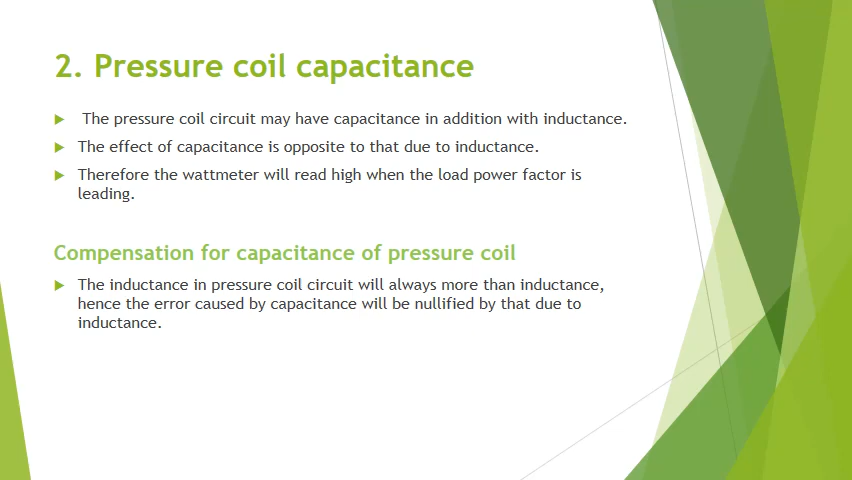 2. Pressure coil capacitance
The pressure coil circuit may have capacitance in addition with inductance.
The effect of capacitance is opposite to that due to inductance.
Therefore the wattmeter will read high when the load power factor is
leading.
Compensation for capacitance of pressure coil
The inductance in pressure coil circuit will always more than inductance,
hence the error caused by capacitance will be nullified by that due to
inductance.